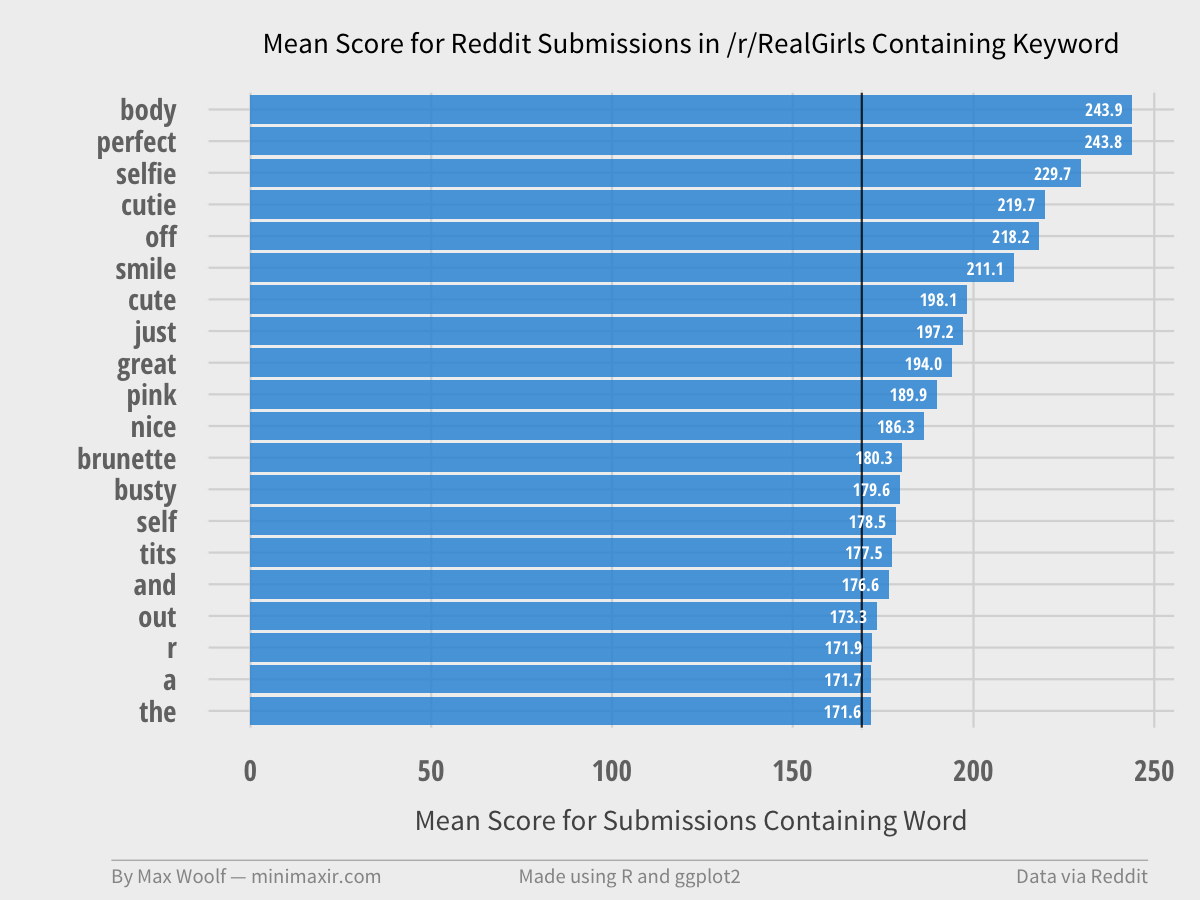 Mean Score for Reddit Submissions in /r/RealGirls Containing Keyword
body 243.9
perfect 243.8
selfie 229.7
cutie 219.7
off 218.2
smile 211.1
cute 198.1
just 197.2
great 194.0
pink 189.9
nice 186.3
brunette 180.3
busty 179.6
self 178.5
tits 177.5
and 176.6
out 173.3
r 171.9
a 171.7
the 171.6
0 50 100 150 200 250
Mean Score for Submissions Containing Word
By Max Woolf — minimaxir.com Made using R and ggplot2 Data via Reddit